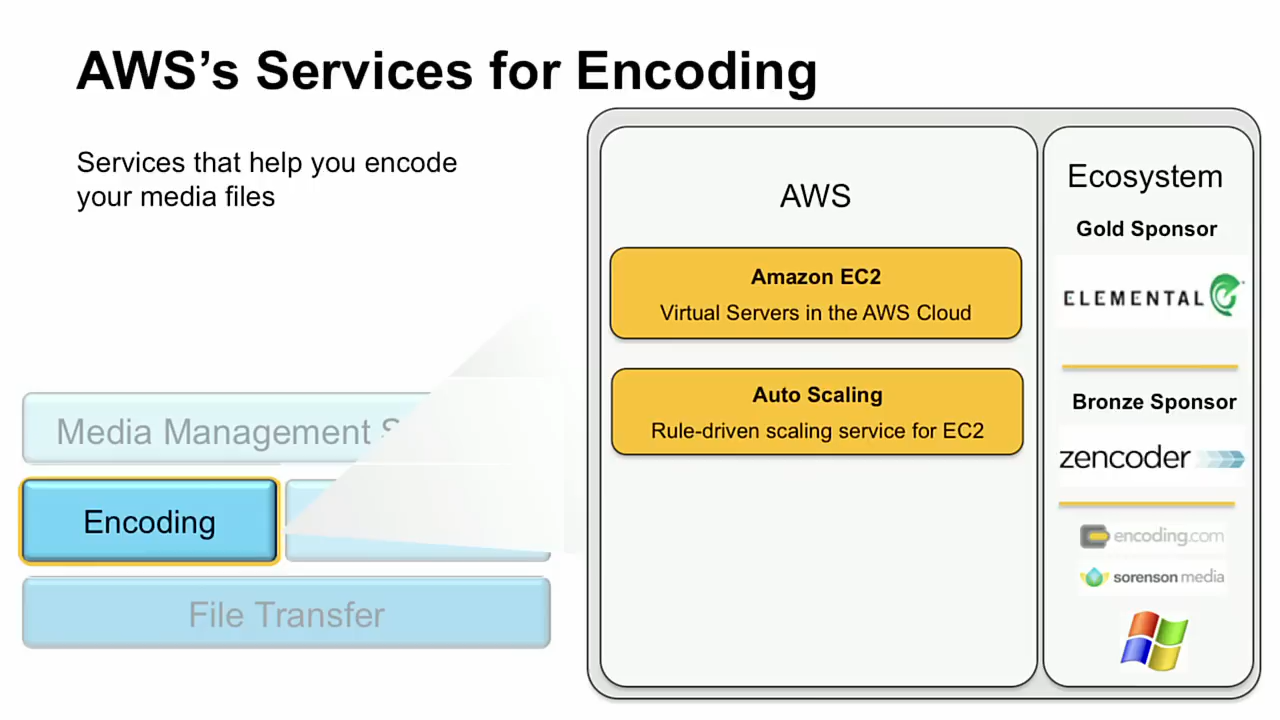 AWS’s Services for Encoding
Services that help you encode
your media files
Media Management S
Encoding
File Transfer
AWS
Amazon EC2
Virtual Servers in the AWS Cloud
Auto Scaling
Rule-driven scaling service for EC2
Ecosystem
Gold Sponsor
ELEMENTAL
Bronze Sponsor
zencoder
encoding.com
sorenson media